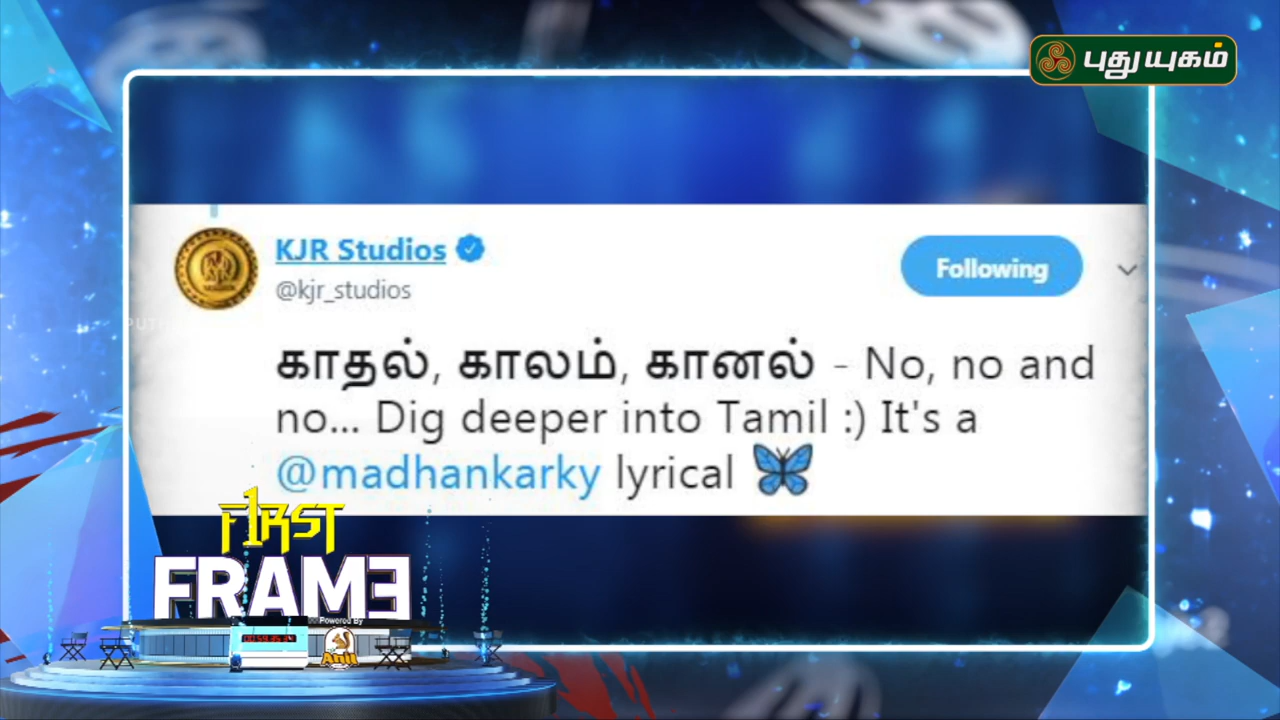 புதுயுகம்
KJR Studios
@kjr_studios
Following
காதல், காலம், கானல் - No, no and
no... Dig deeper into Tamil :) It's a
@madhankarky lyrical 🦋
F1RST
FRAME
Powered By
Anil